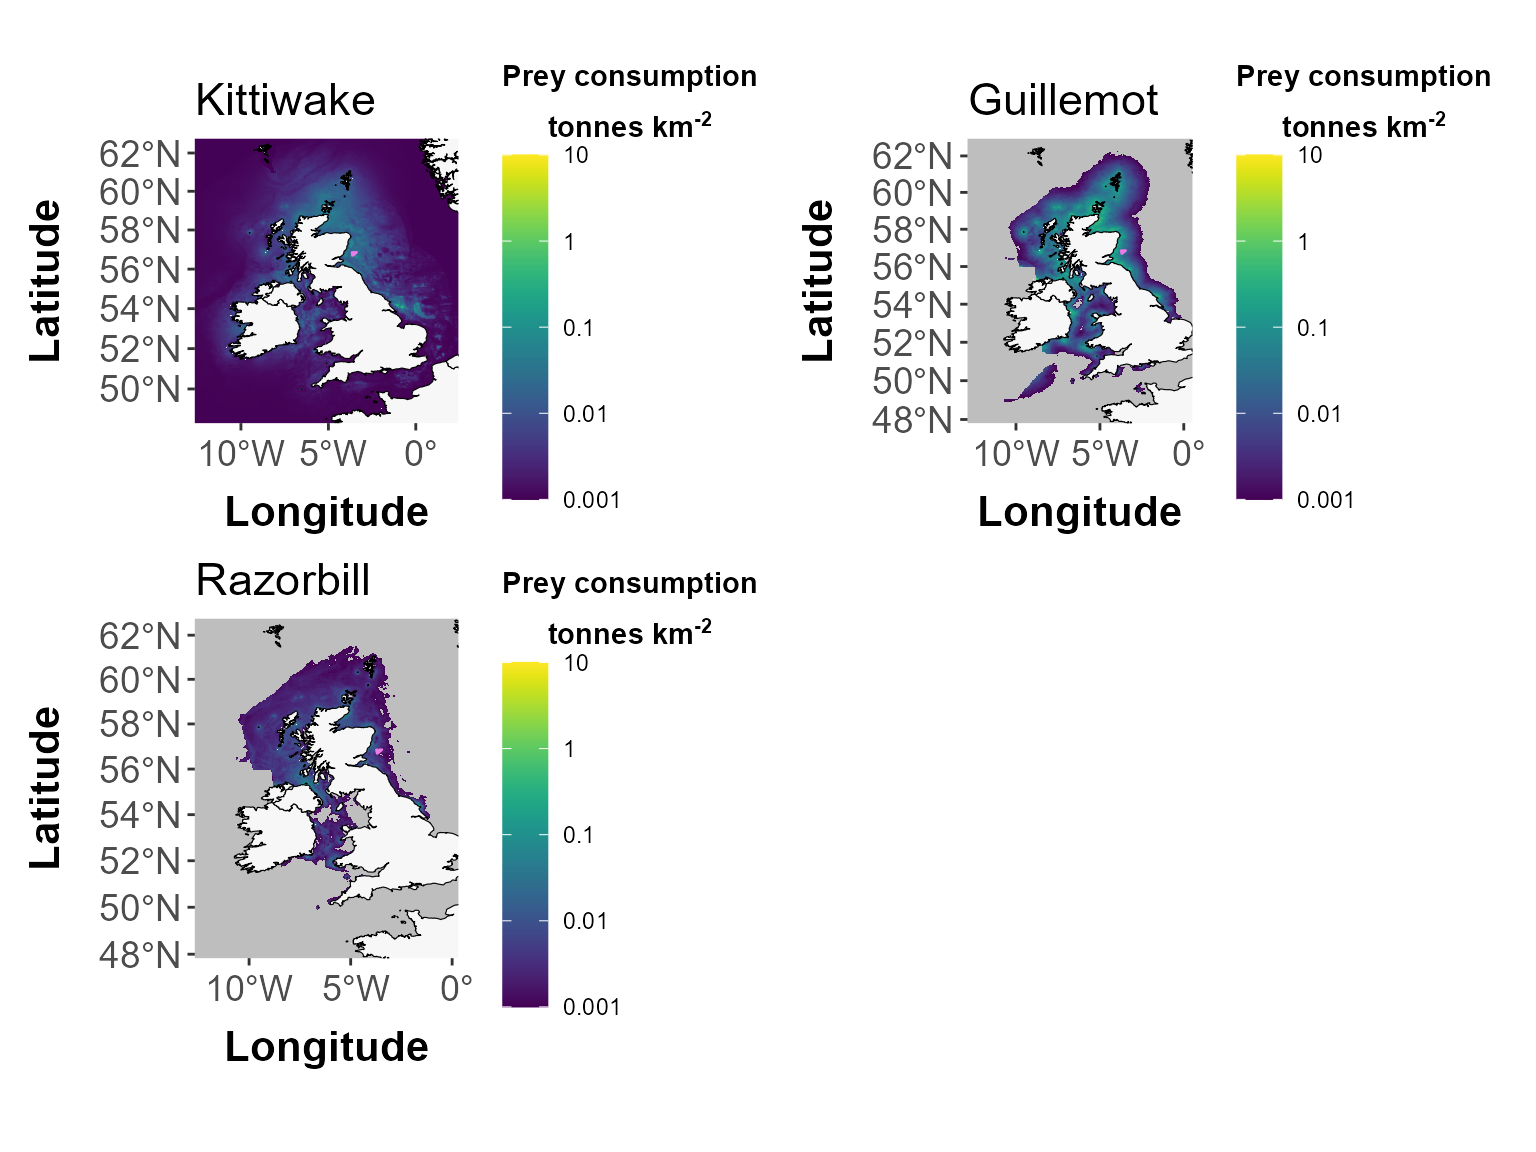 Kittiwake
Prey consumption
tonnes km-2
62°N
60°N
58°N
56°N
54°N
52°N
50°N
10°W 5°W 0°
Latitude
Longitude
10
1
0.1
0.01
0.001
Guillemot
Prey consumption
tonnes km-2
62°N
60°N
58°N
56°N
54°N
52°N
50°N
48°N
10°W 5°W 0°
Latitude
Longitude
10
1
0.1
0.01
0.001
Razorbill
Prey consumption
tonnes km-2
62°N
60°N
58°N
56°N
54°N
52°N
50°N
48°N
10°W 5°W 0°
Latitude
Longitude
10
1
0.1
0.01
0.001